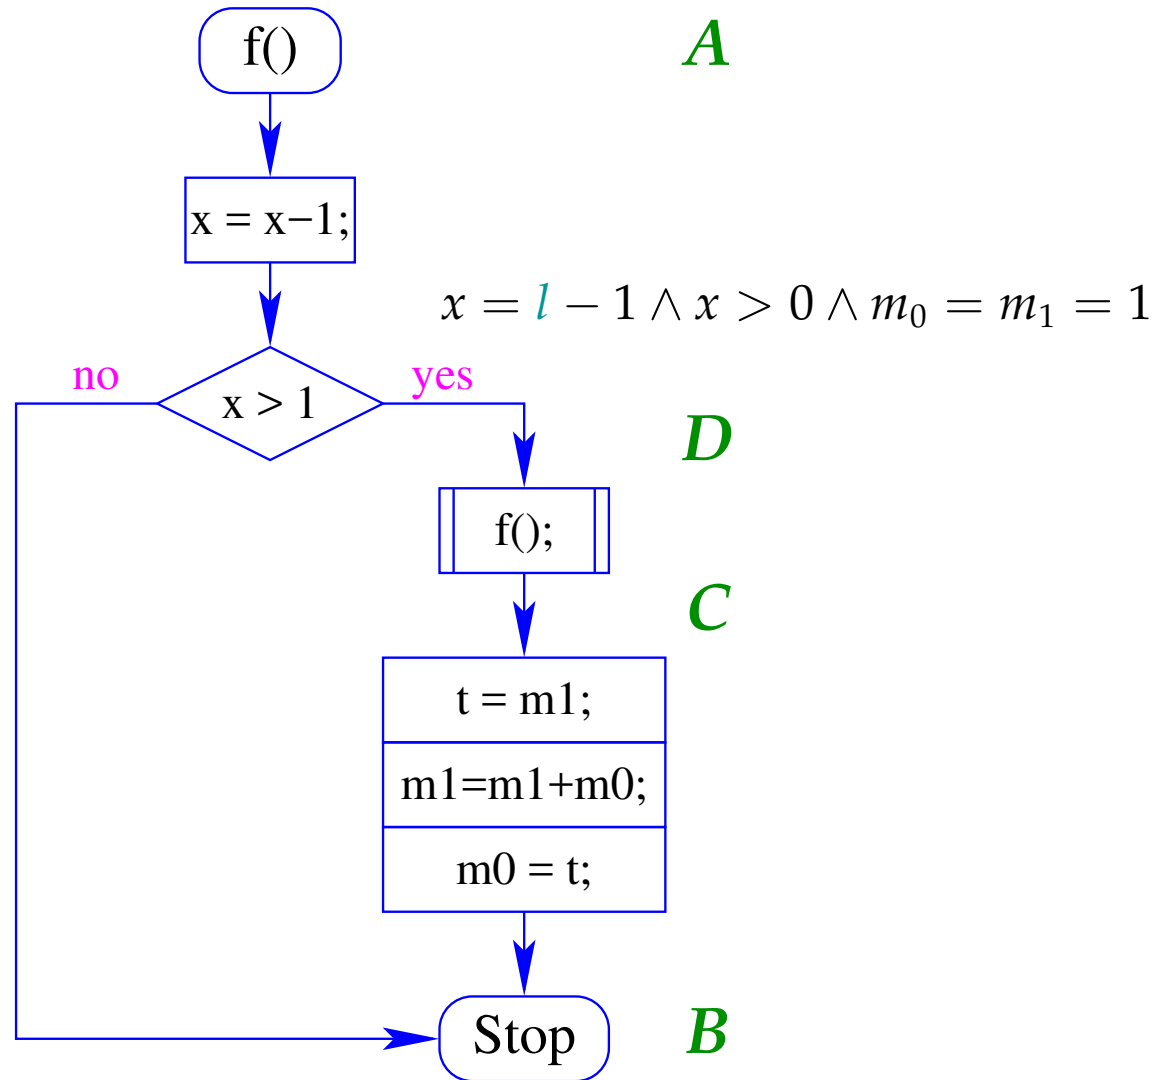 f()
A
x = x−1;
x = l − 1 ∧ x > 0 ∧ m₀ = m₁ = 1
no
yes
x > 1
D
f();
C
t = m1;
m1=m1+m0;
m0 = t;
Stop
B